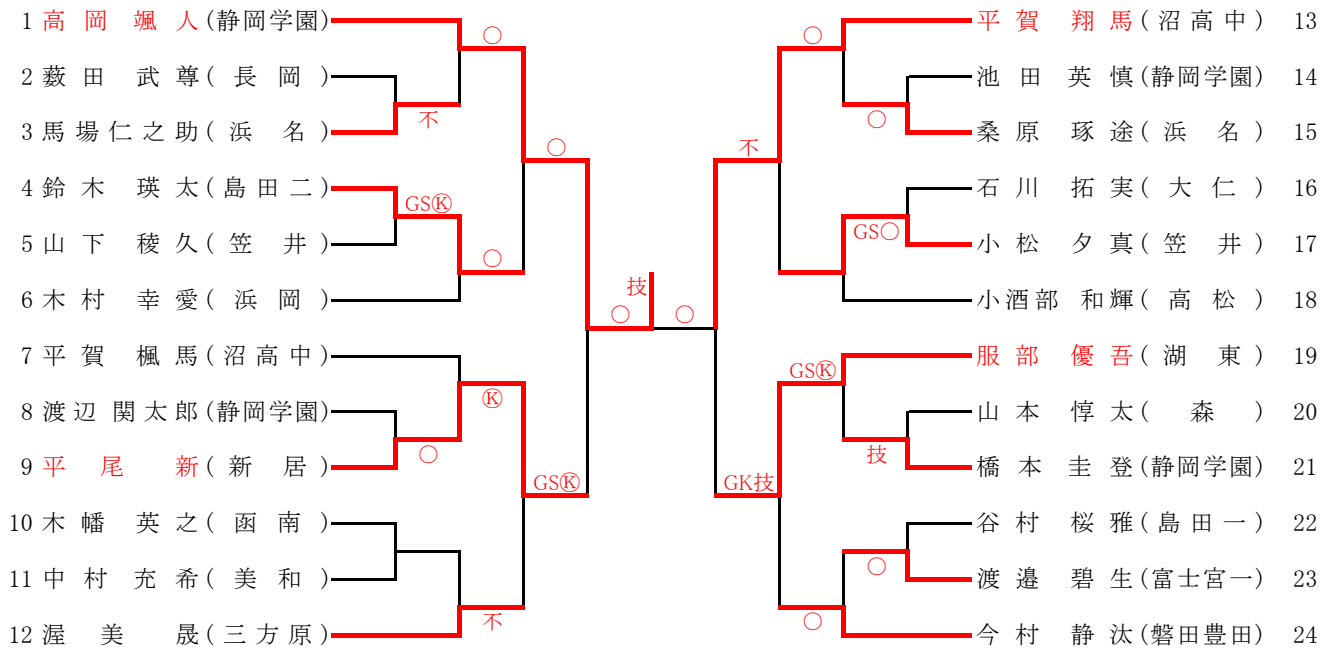 1 高岡颯人(静岡学園)
2 薮田武尊(長岡)
3 馬場仁之助(浜名)
4 鈴木瑛太(島田二)
5 山下稜久(笠井)
6 木村幸愛(浜岡)
7 平賀楓馬(沼高中)
8 渡辺関太郎(静岡学園)
9 平尾新(新居)
10 木幡英之(函南)
11 中村充希(美和)
12 渥美晟(三方原)
○
不
GSⓀ
○
○
Ⓚ
○
GSⓀ
不
○
技
○
平賀翔馬(沼高中) 13
池田英慎(静岡学園) 14
桑原琢途(浜名) 15
石川拓実(大仁) 16
小松夕真(笠井) 17
小酒部和輝(高松) 18
服部優吾(湖東) 19
山本惇太(森) 20
橋本圭登(静岡学園) 21
谷村桜雅(島田一) 22
渡邉碧生(富士宮一) 23
今村静汰(磐田豊田) 24
○
○
不
GS○
GSⓀ
技
GK技
○
○